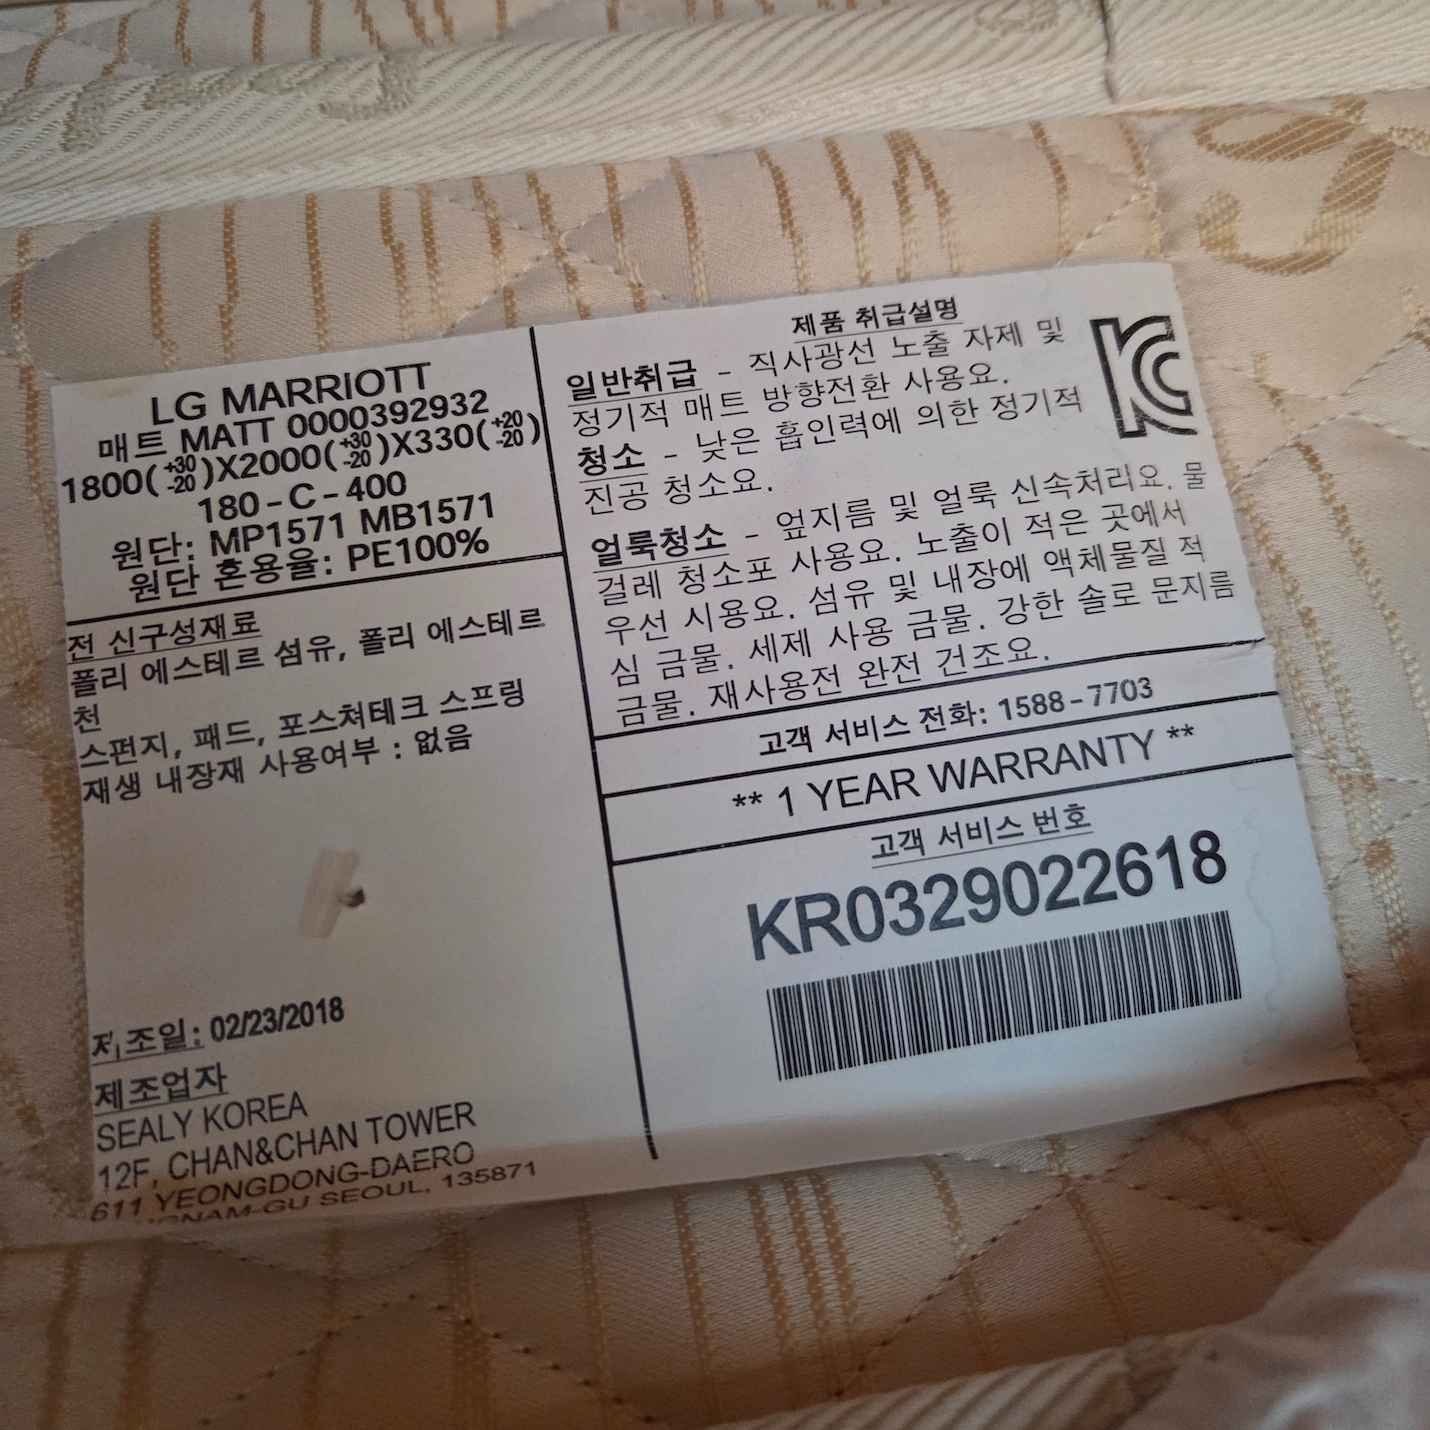 LG MARRIOTT
매트 MATT 0000392932
1800(+30 -20)X2000(+30 -20)X330(+20 -20)
180-C-400
원단: MP1571 MB1571
원단 혼용율: PE100%
전 신구성재료
폴리 에스테르 섬유, 폴리 에스테르
천
스펀지, 패드, 포스쳐테크 스프링
재생 내장재 사용여부 : 없음
제조일: 02/23/2018
제조업자
SEALY KOREA
12F, CHAN&CHAN TOWER
611 YEONGDONG-DAERO
SEOUL, 135871
제품 취급설명
일반취급 - 직사광선 노출 자제 및
정기적 매트 방향전환 사용요.
청소 - 낮은 흡인력에 의한 정기적
진공 청소요.
얼룩청소 - 엎지름 및 얼룩 신속처리요. 물
걸레 청소포 사용요. 노출이 적은 곳에서
우선 시용요. 섬유 및 내장에 액체물질 적
심 금물. 세제 사용 금물. 강한 솔로 문지름
금물. 재사용전 완전 건조요.
고객 서비스 전화: 1588-7703
** 1 YEAR WARRANTY **
고객 서비스 번호
KR0329022618